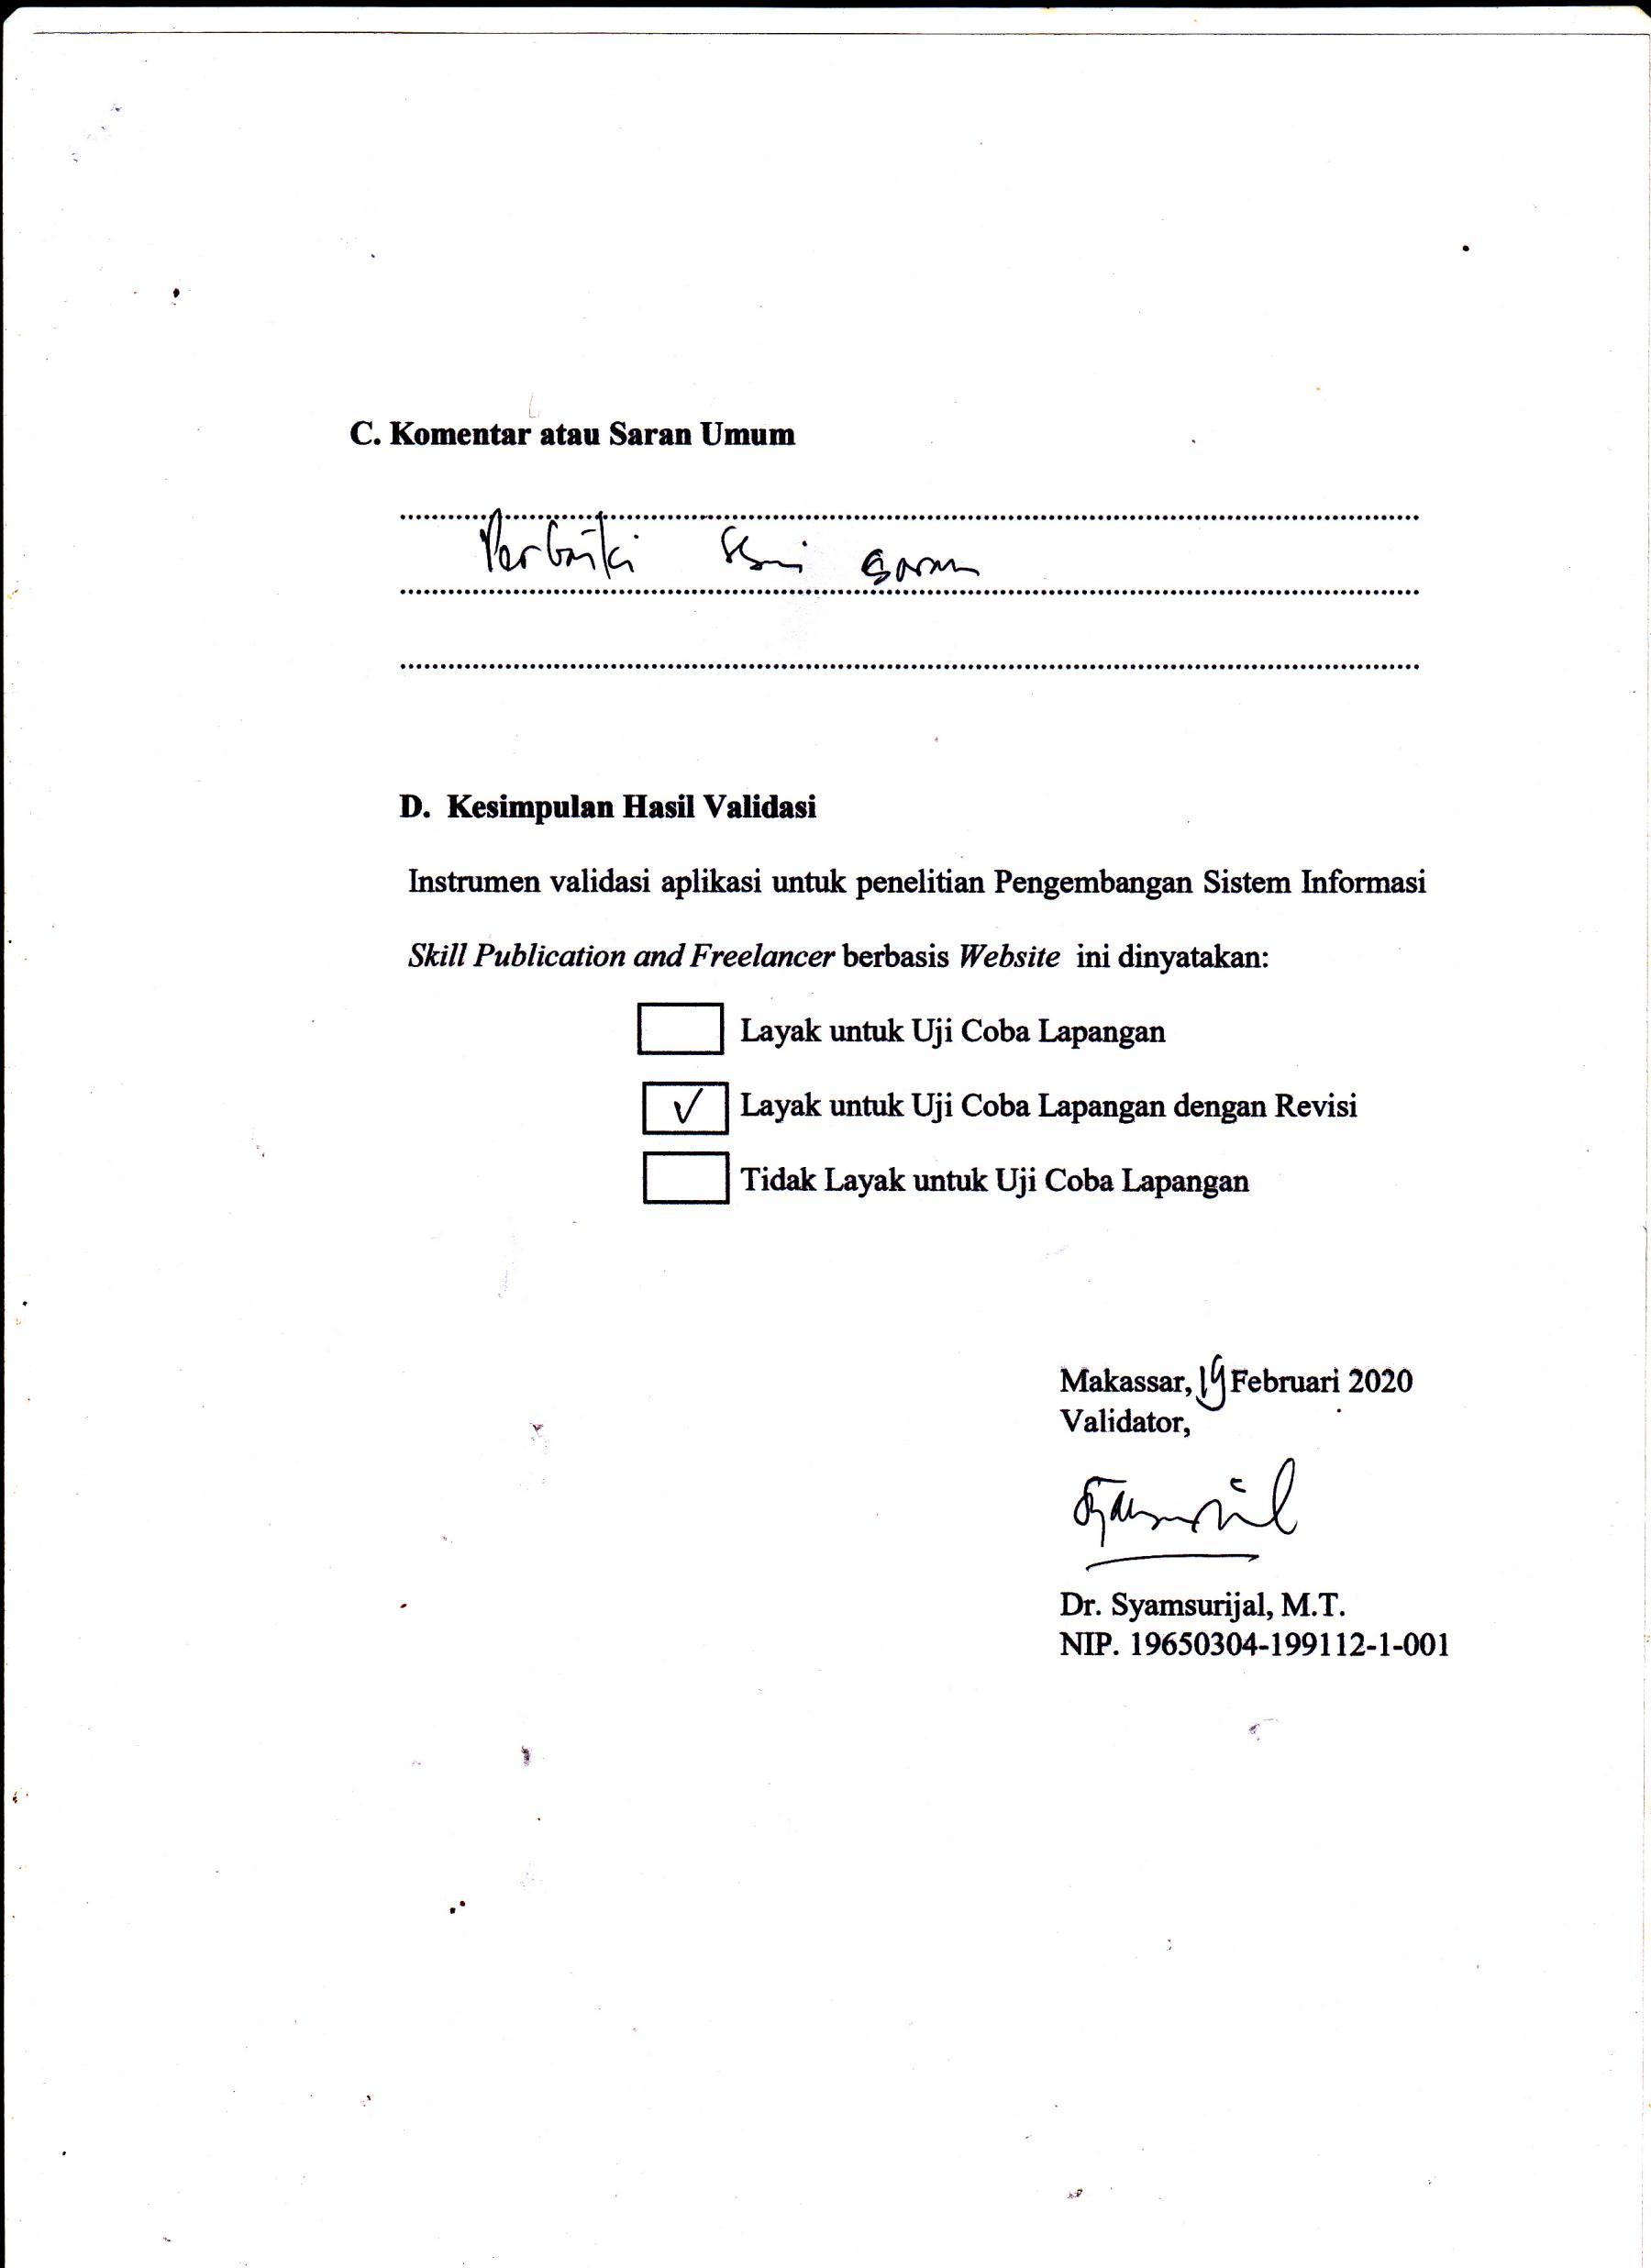 C. Komentar atau Saran Umum
Perbaiki saran
D. Kesimpulan Hasil Validasi
Instrumen validasi aplikasi untuk penelitian Pengembangan Sistem Informasi
Skill Publication and Freelancer berbasis Website ini dinyatakan:
Layak untuk Uji Coba Lapangan
✓ Layak untuk Uji Coba Lapangan dengan Revisi
Tidak Layak untuk Uji Coba Lapangan
Makassar, 19 Februari 2020
Validator,
Dr. Syamsurijal, M.T.
NIP. 19650304-199112-1-001